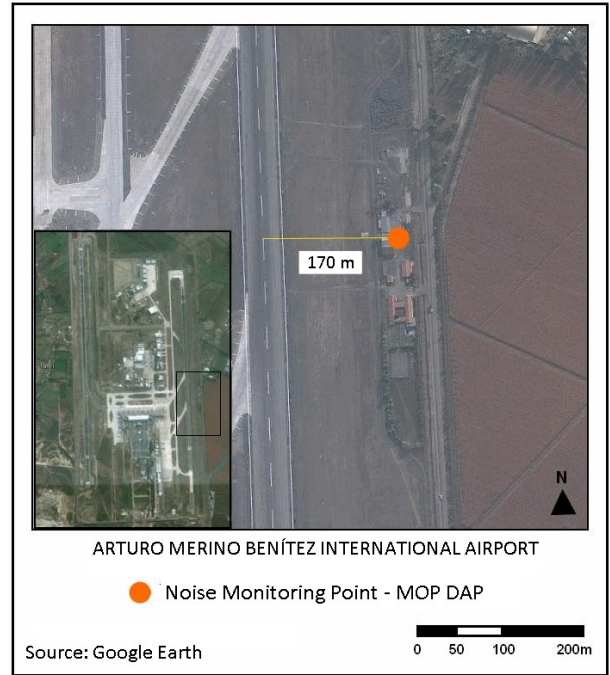 170 m
N
ARTURO MERINO BENÍTEZ INTERNATIONAL AIRPORT
Noise Monitoring Point - MOP DAP
Source: Google Earth
0 50 100 200m